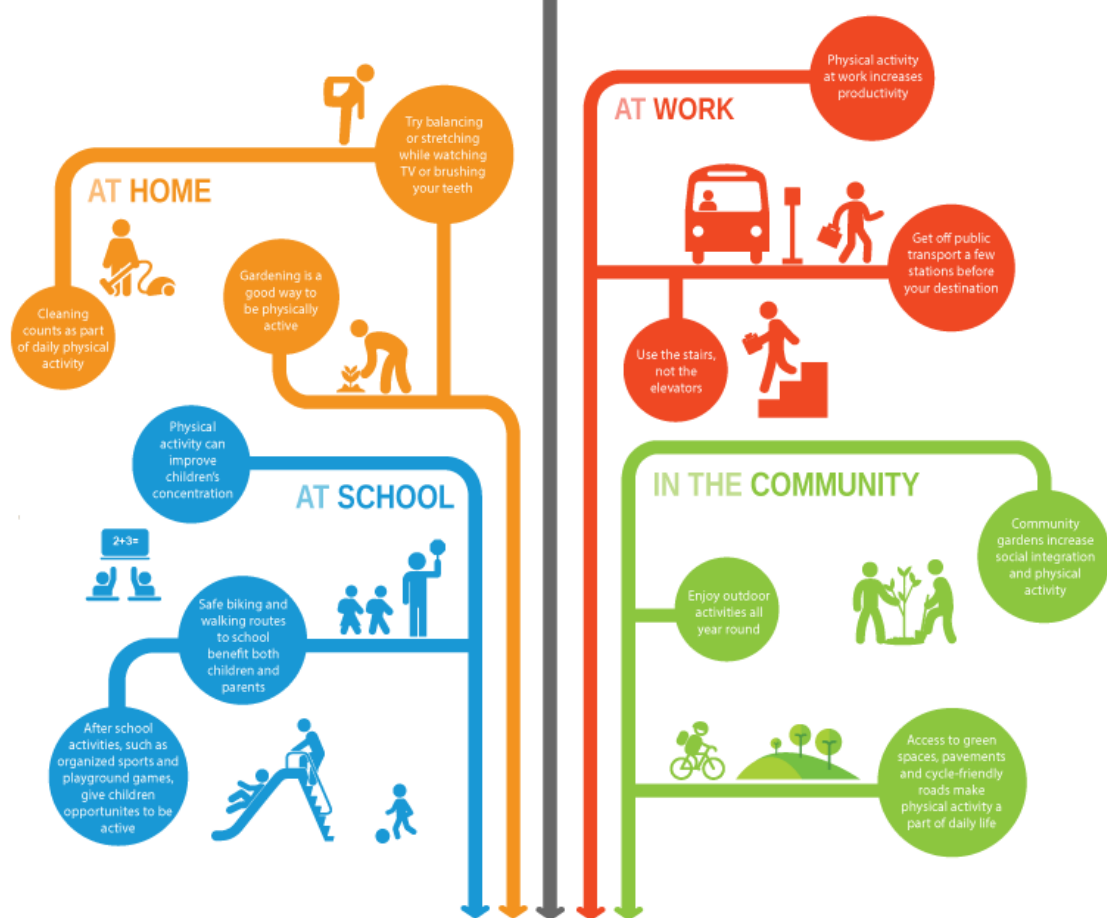 AT HOME
Try balancing
or stretching
while watching
TV or brushing
your teeth
Gardening is a
good way to
be physically
active
Cleaning
counts as part
of daily physical
activity
AT SCHOOL
Physical
activity can
improve
children's
concentration
2+3=
Safe biking and
walking routes
to school
benefit both
children and
parents
After school
activities, such as
organized sports and
playground games,
give children
opportunites to be
active
AT WORK
Physical activity
at work increases
productivity
Get off public
transport a few
stations before
your destination
Use the stairs,
not the
elevators
IN THE COMMUNITY
Community
gardens increase
social integration
and physical
activity
Enjoy outdoor
activities all
year round
Access to green
spaces, pavements
and cycle-friendly
roads make
physical activity a
part of daily life